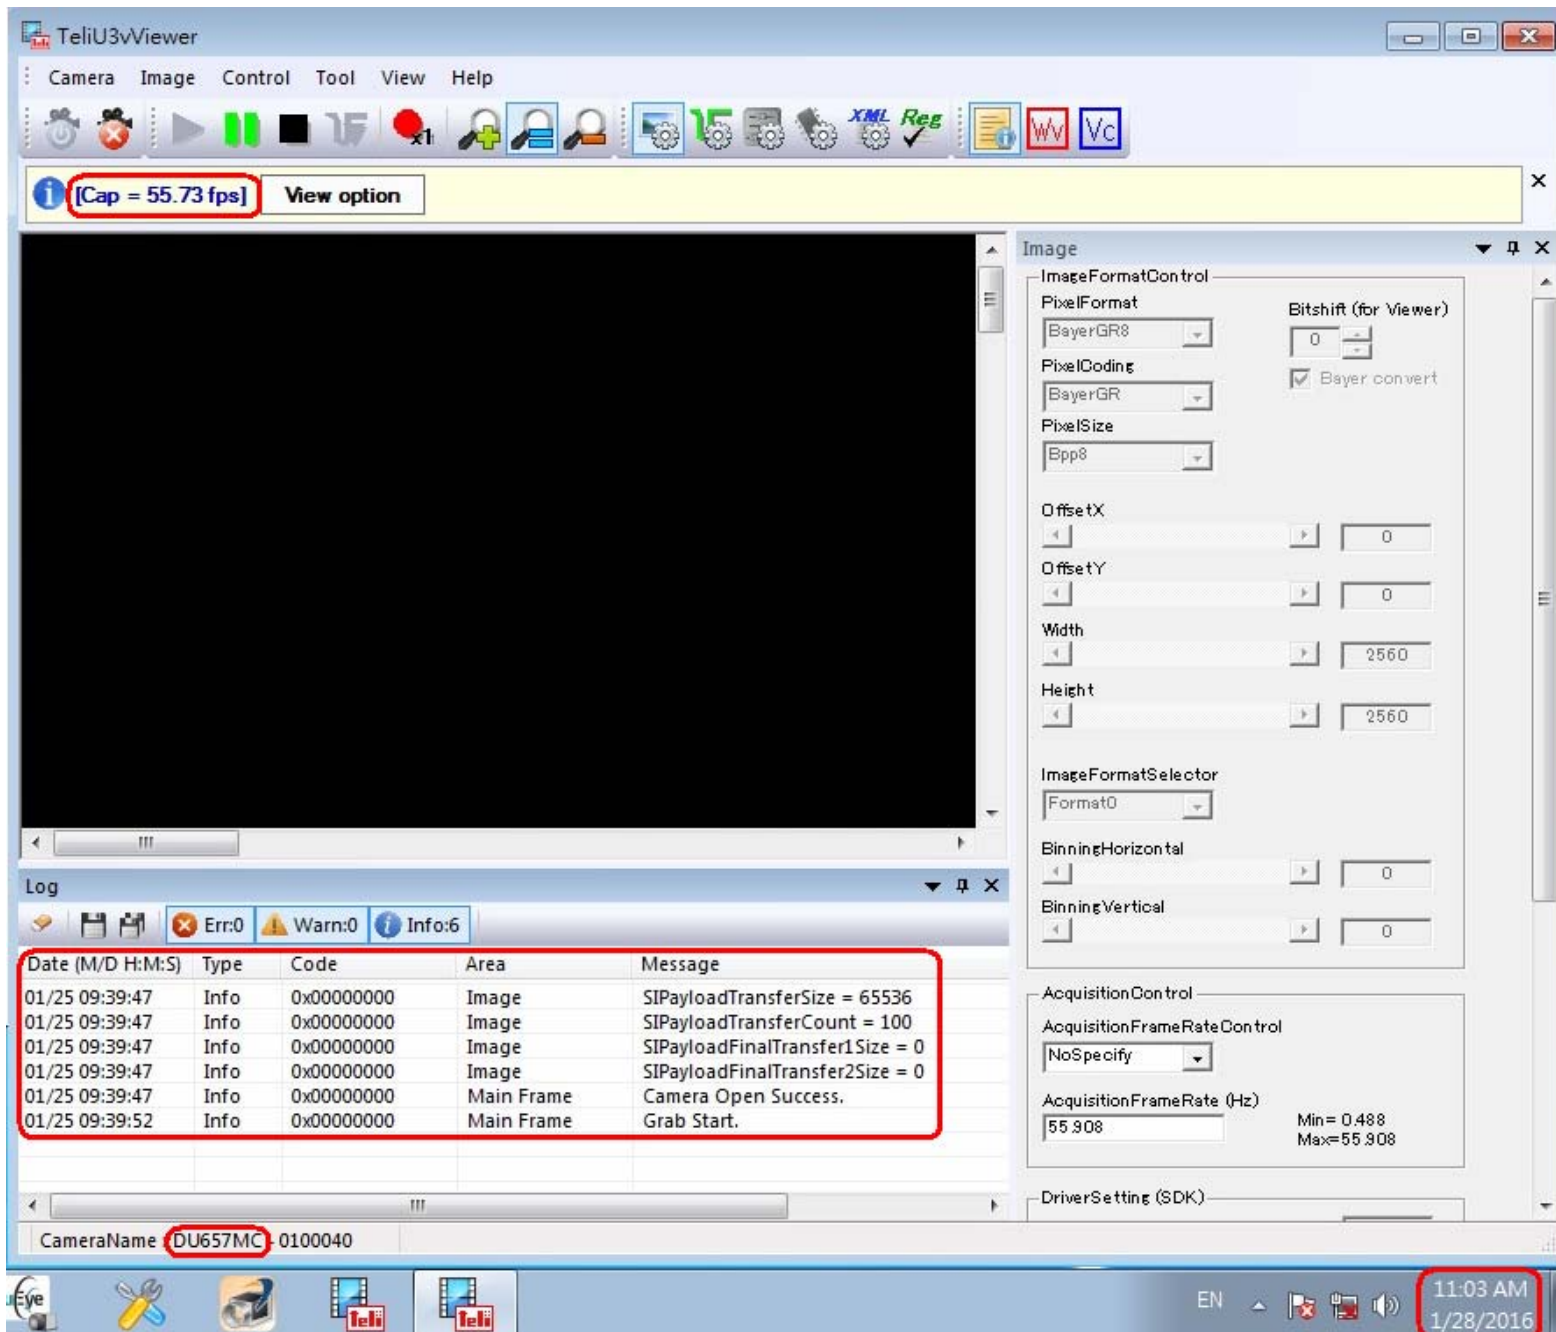 TeliU3vViewer
Camera Image Control Tool View Help
x1 XML Reg Wv Vc
[Cap = 55.73 fps] View option
Image
ImageFormatControl
PixelFormat
Bitshift (for Viewer)
BayerGR8
0
PixelCoding
Bayer convert
BayerGR
PixelSize
Bpp8
OffsetX
0
OffsetY
0
Width
2560
Height
2560
ImageFormatSelector
Format0
BinningHorizontal
0
BinningVertical
0
AcquisitionControl
AcquisitionFrameRateControl
NoSpecify
AcquisitionFrameRate (Hz)
55.908
Min= 0.488
Max=55.908
DriverSetting (SDK)
Log
Err:0 Warn:0 Info:6
Date (M/D H:M:S) Type Code Area Message
01/25 09:39:47 Info 0x00000000 Image SIPayloadTransferSize = 65536
01/25 09:39:47 Info 0x00000000 Image SIPayloadTransferCount = 100
01/25 09:39:47 Info 0x00000000 Image SIPayloadFinalTransfer1Size = 0
01/25 09:39:47 Info 0x00000000 Image SIPayloadFinalTransfer2Size = 0
01/25 09:39:47 Info 0x00000000 Main Frame Camera Open Success.
01/25 09:39:52 Info 0x00000000 Main Frame Grab Start.
CameraName : DU657MC - 0100040
uEye Teli Teli EN 11:03 AM
1/28/2016